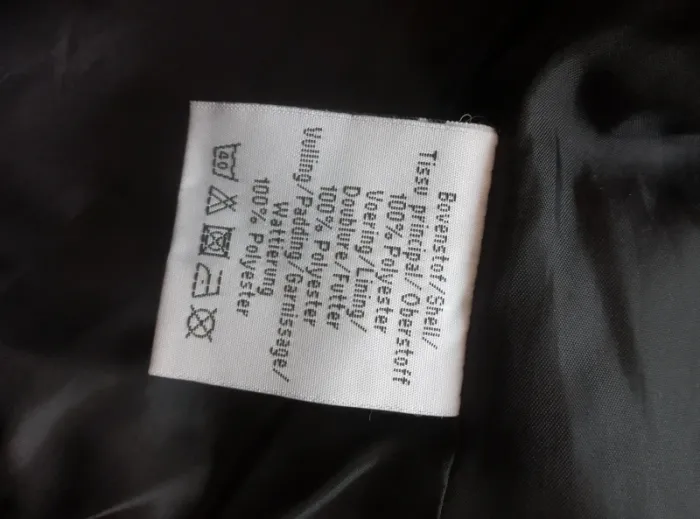 Bovenstof/Shell/
Tissu principal/Oberstoff
100% Polyester
Voering/Lining/
Doublure/Futter
100% Polyester
Vulling/Padding/Garnissage/
Wattierung
100% Polyester
40